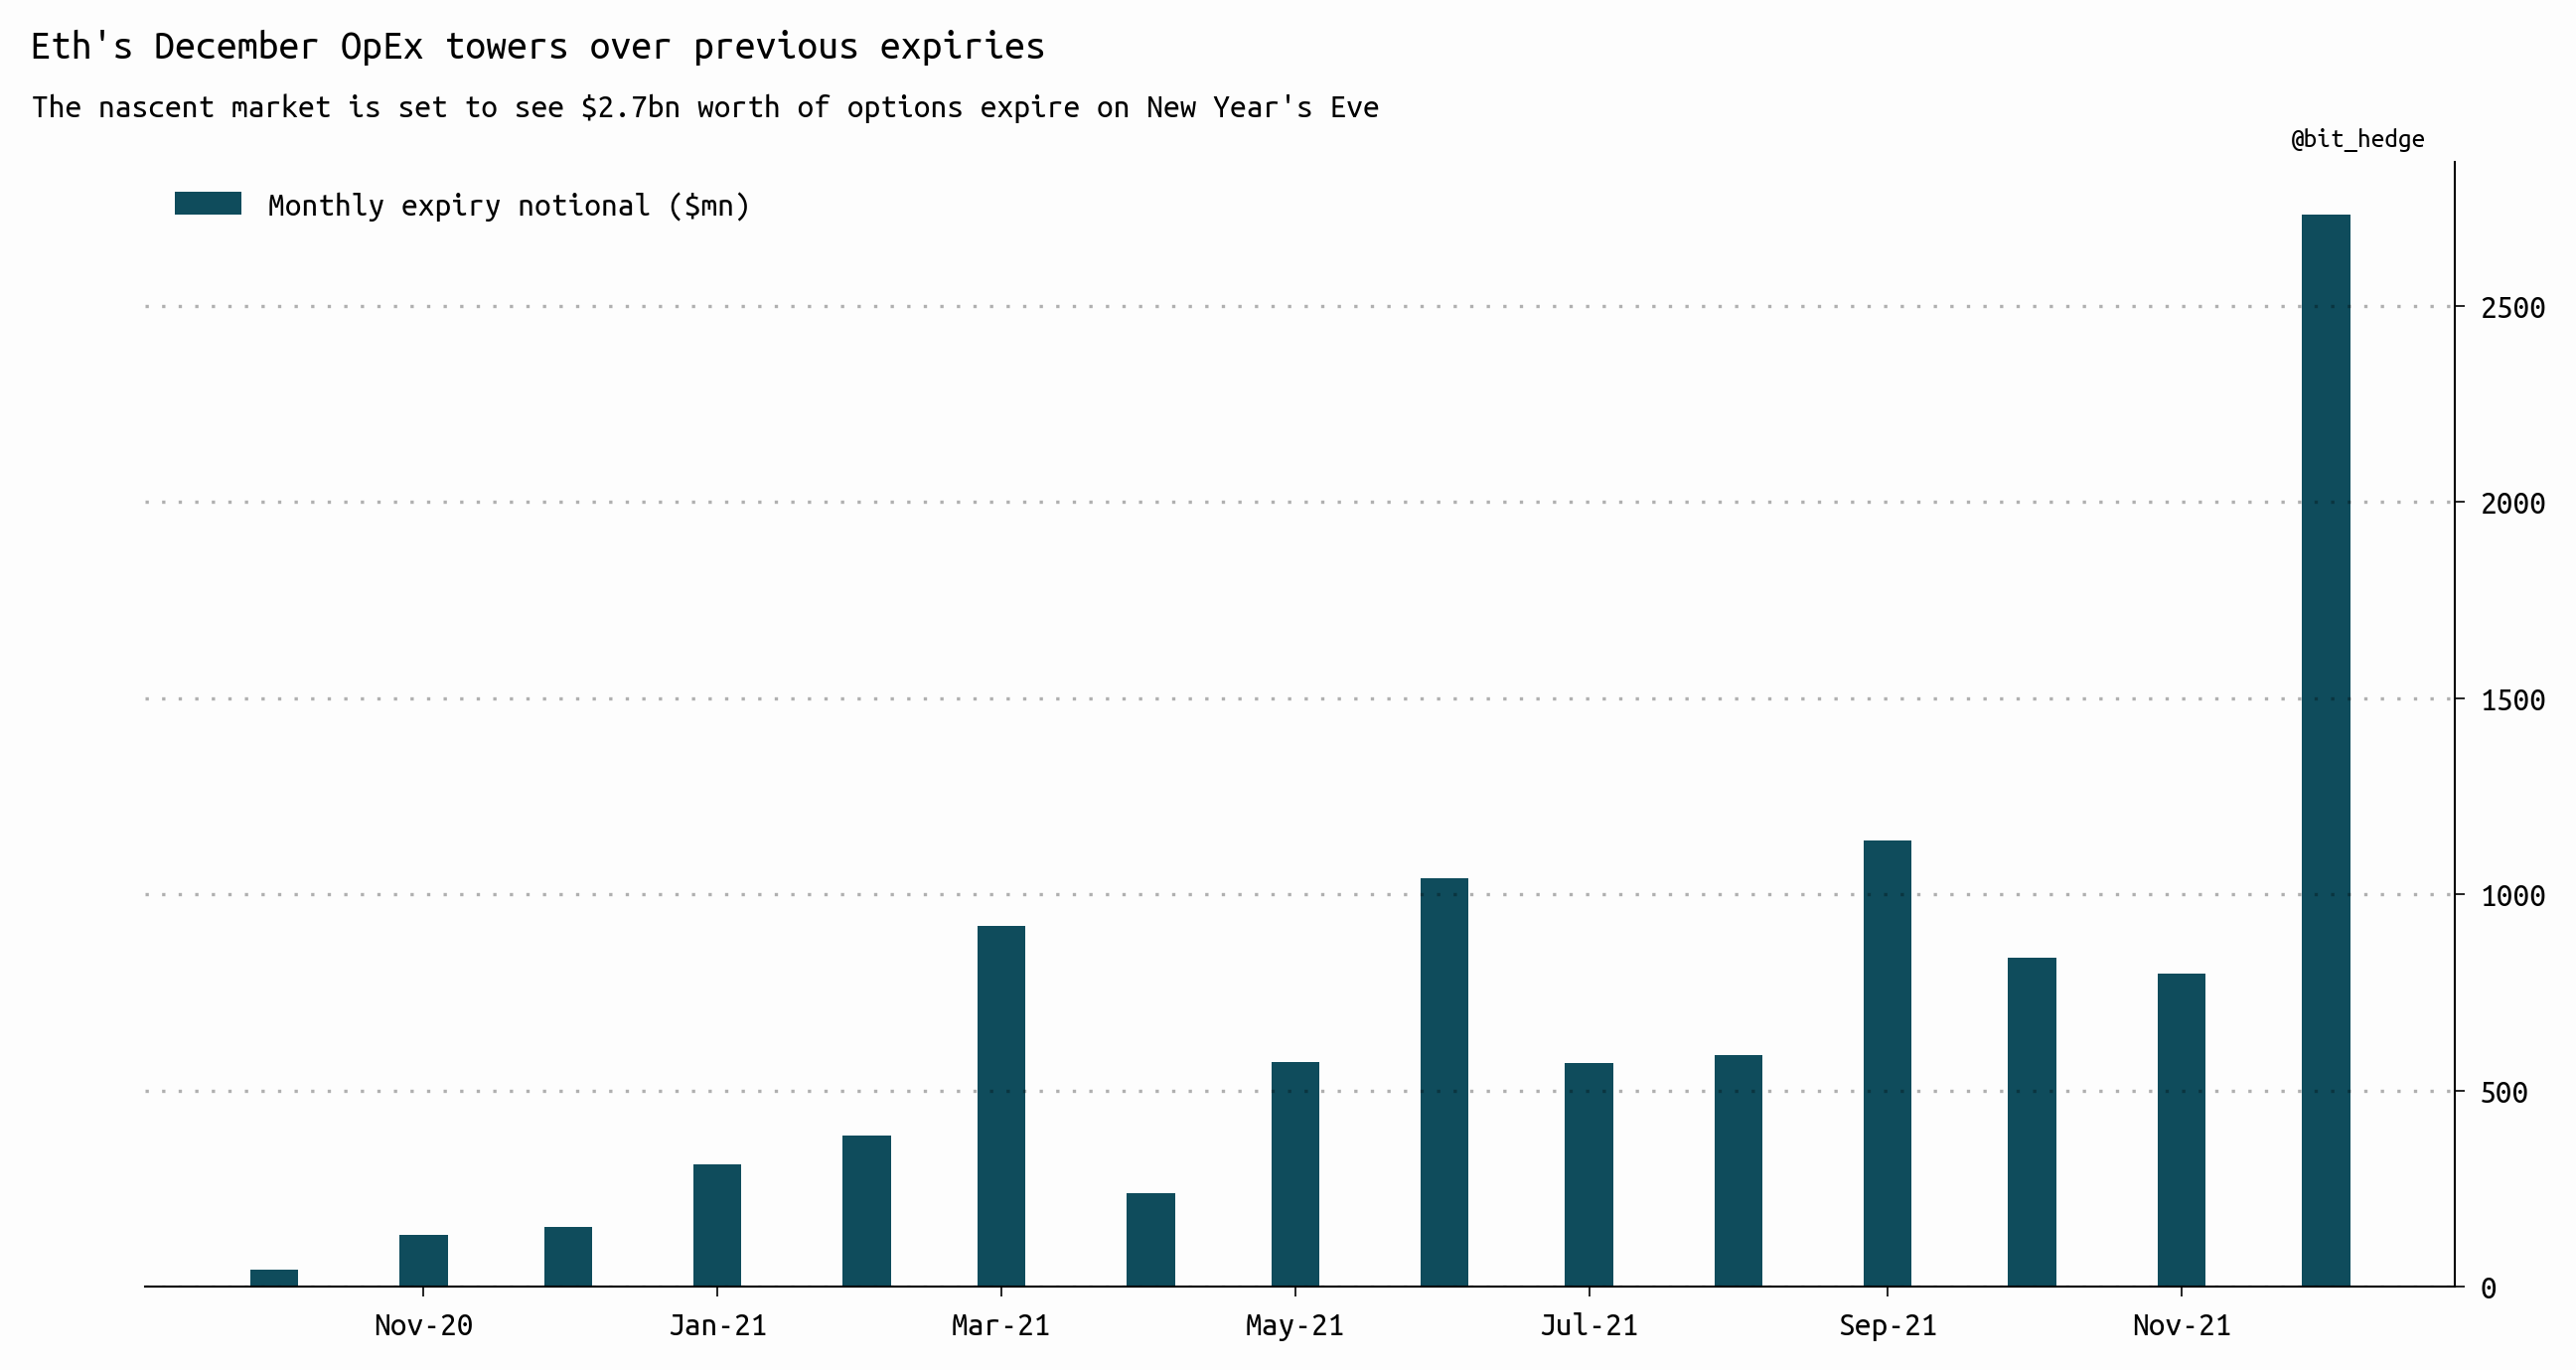 Eth's December OpEx towers over previous expiries
The nascent market is set to see $2.7bn worth of options expire on New Year's Eve
@bit_hedge
Monthly expiry notional ($mn)
2500
2000
1500
1000
500
0
Nov-20 Jan-21 Mar-21 May-21 Jul-21 Sep-21 Nov-21